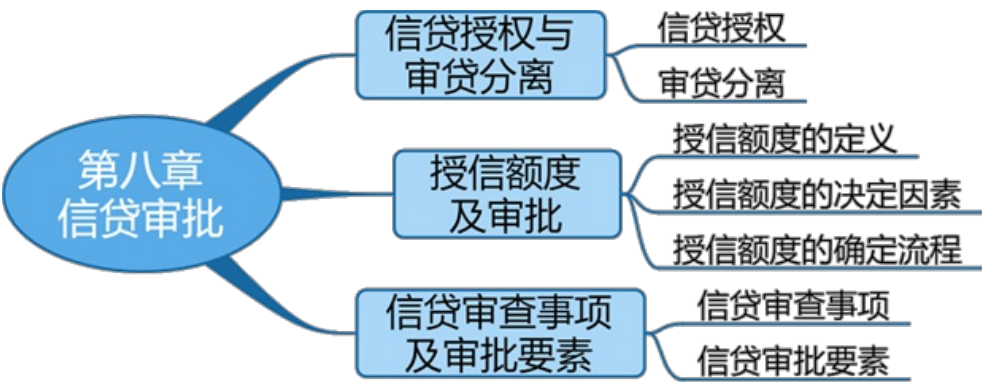 第八章
信贷审批
信贷授权与
审贷分离
信贷授权
审贷分离
授信额度
及审批
授信额度的定义
授信额度的决定因素
授信额度的确定流程
信贷审查事项
及审批要素
信贷审查事项
信贷审批要素